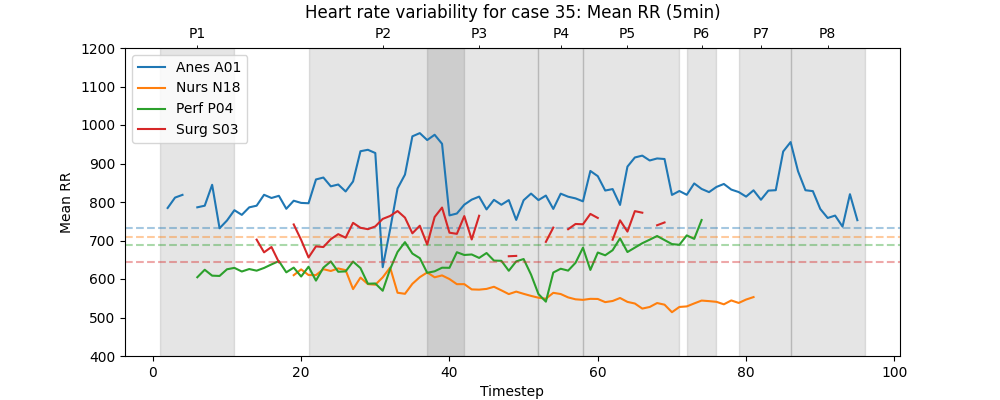 Heart rate variability for case 35: Mean RR (5min)
P1 P2 P3 P4 P5 P6 P7 P8
1200
1100
1000
900
800
700
600
500
400
Mean RR
Anes A01
Nurs N18
Perf P04
Surg S03
0 20 40 60 80 100
Timestep